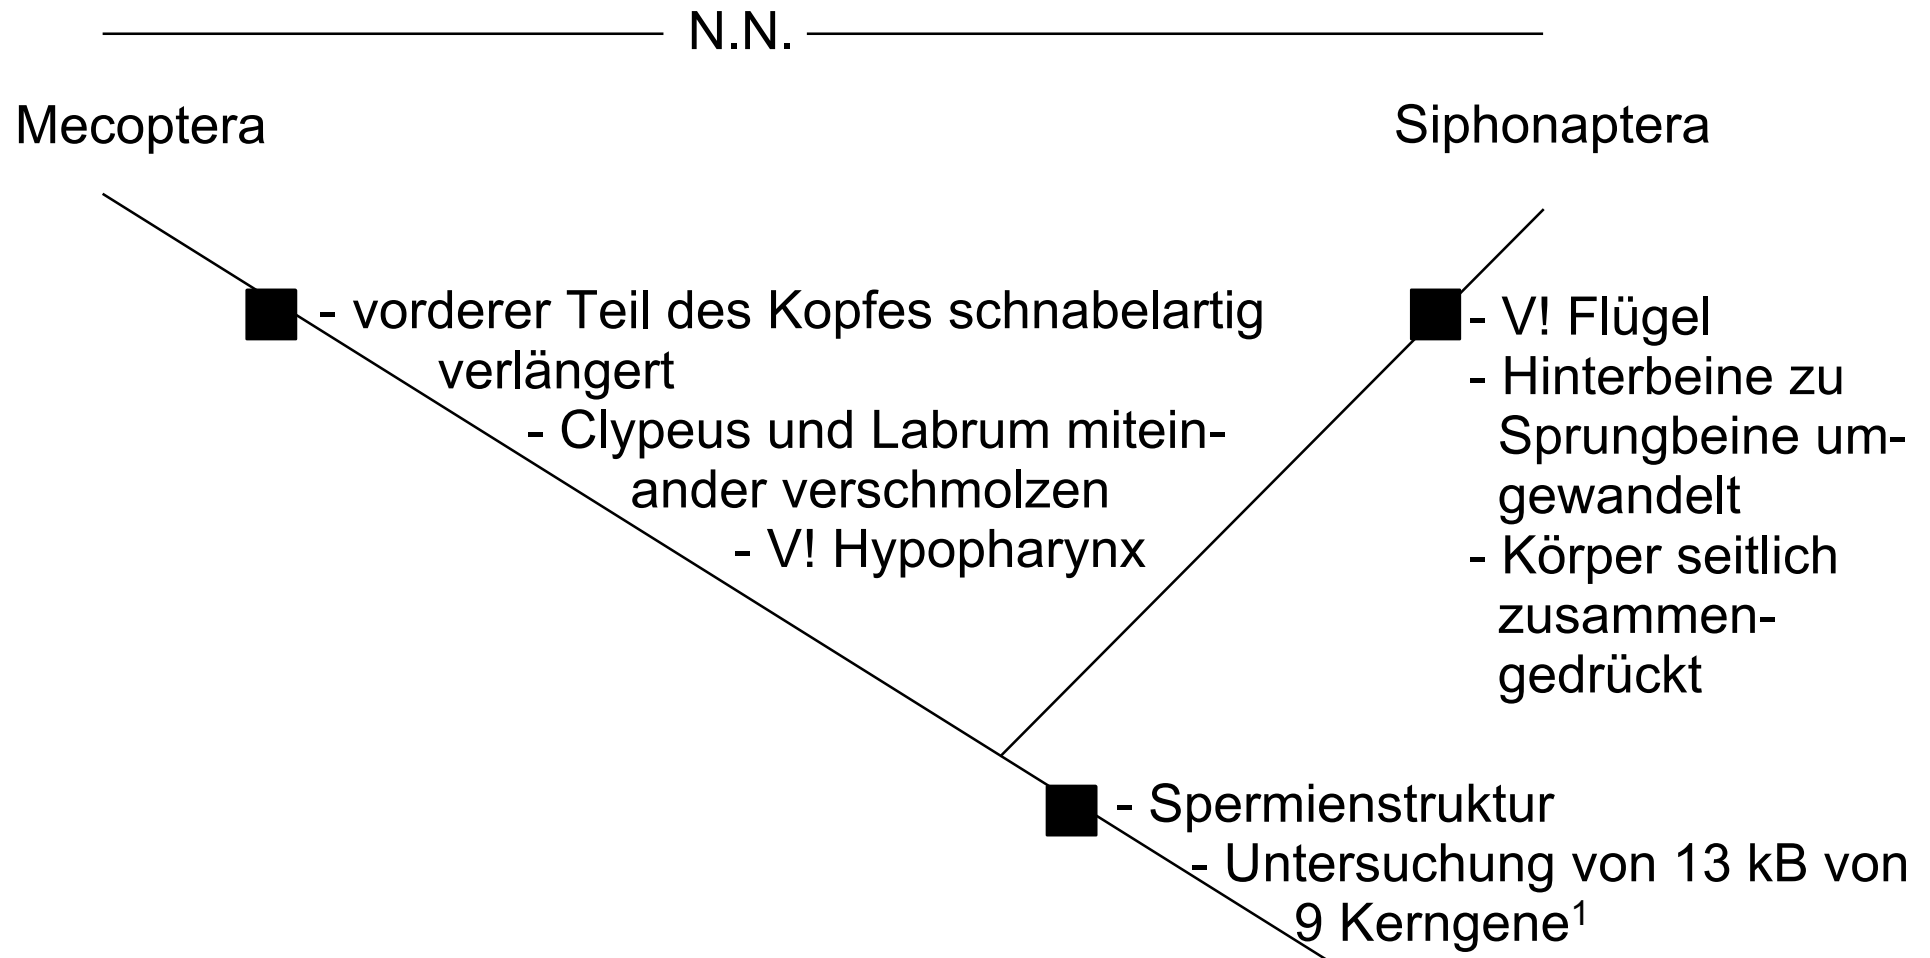 N.N.
Mecoptera
Siphonaptera
- vorderer Teil des Kopfes schnabelartig
verlängert
- Clypeus und Labrum mitein-
ander verschmolzen
- V! Hypopharynx
- V! Flügel
- Hinterbeine zu
Sprungbeine um-
gewandelt
- Körper seitlich
zusammen-
gedrückt
- Spermienstruktur
- Untersuchung von 13 kB von
9 Kerngene¹